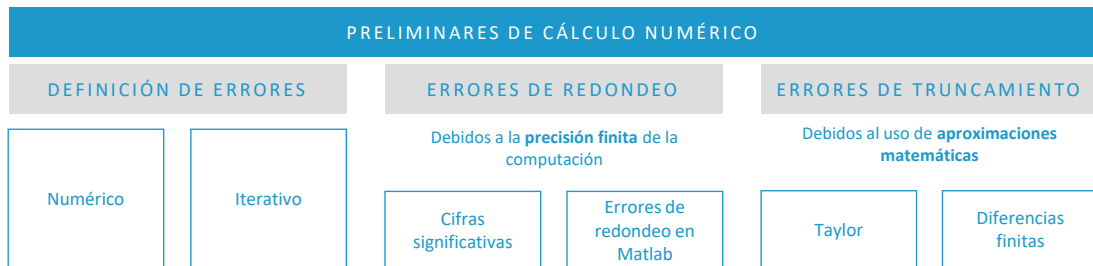 PRELIMINARES DE CÁLCULO NUMÉRICO
DEFINICIÓN DE ERRORES
Numérico
Iterativo
ERRORES DE REDONDEO
Debidos a la precisión finita de la
computación
Cifras
significativas
Errores de
redondeo en
Matlab
ERRORES DE TRUNCAMIENTO
Debidos al uso de aproximaciones
matemáticas
Taylor
Diferencias
finitas